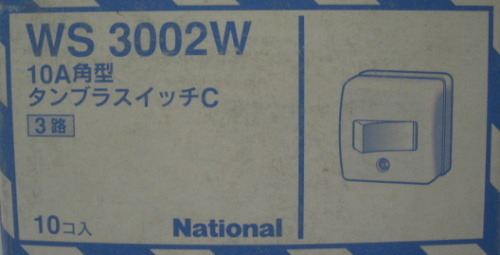 WS 3002W
10A角型
タンブラスイッチC
3路
10コ入
National